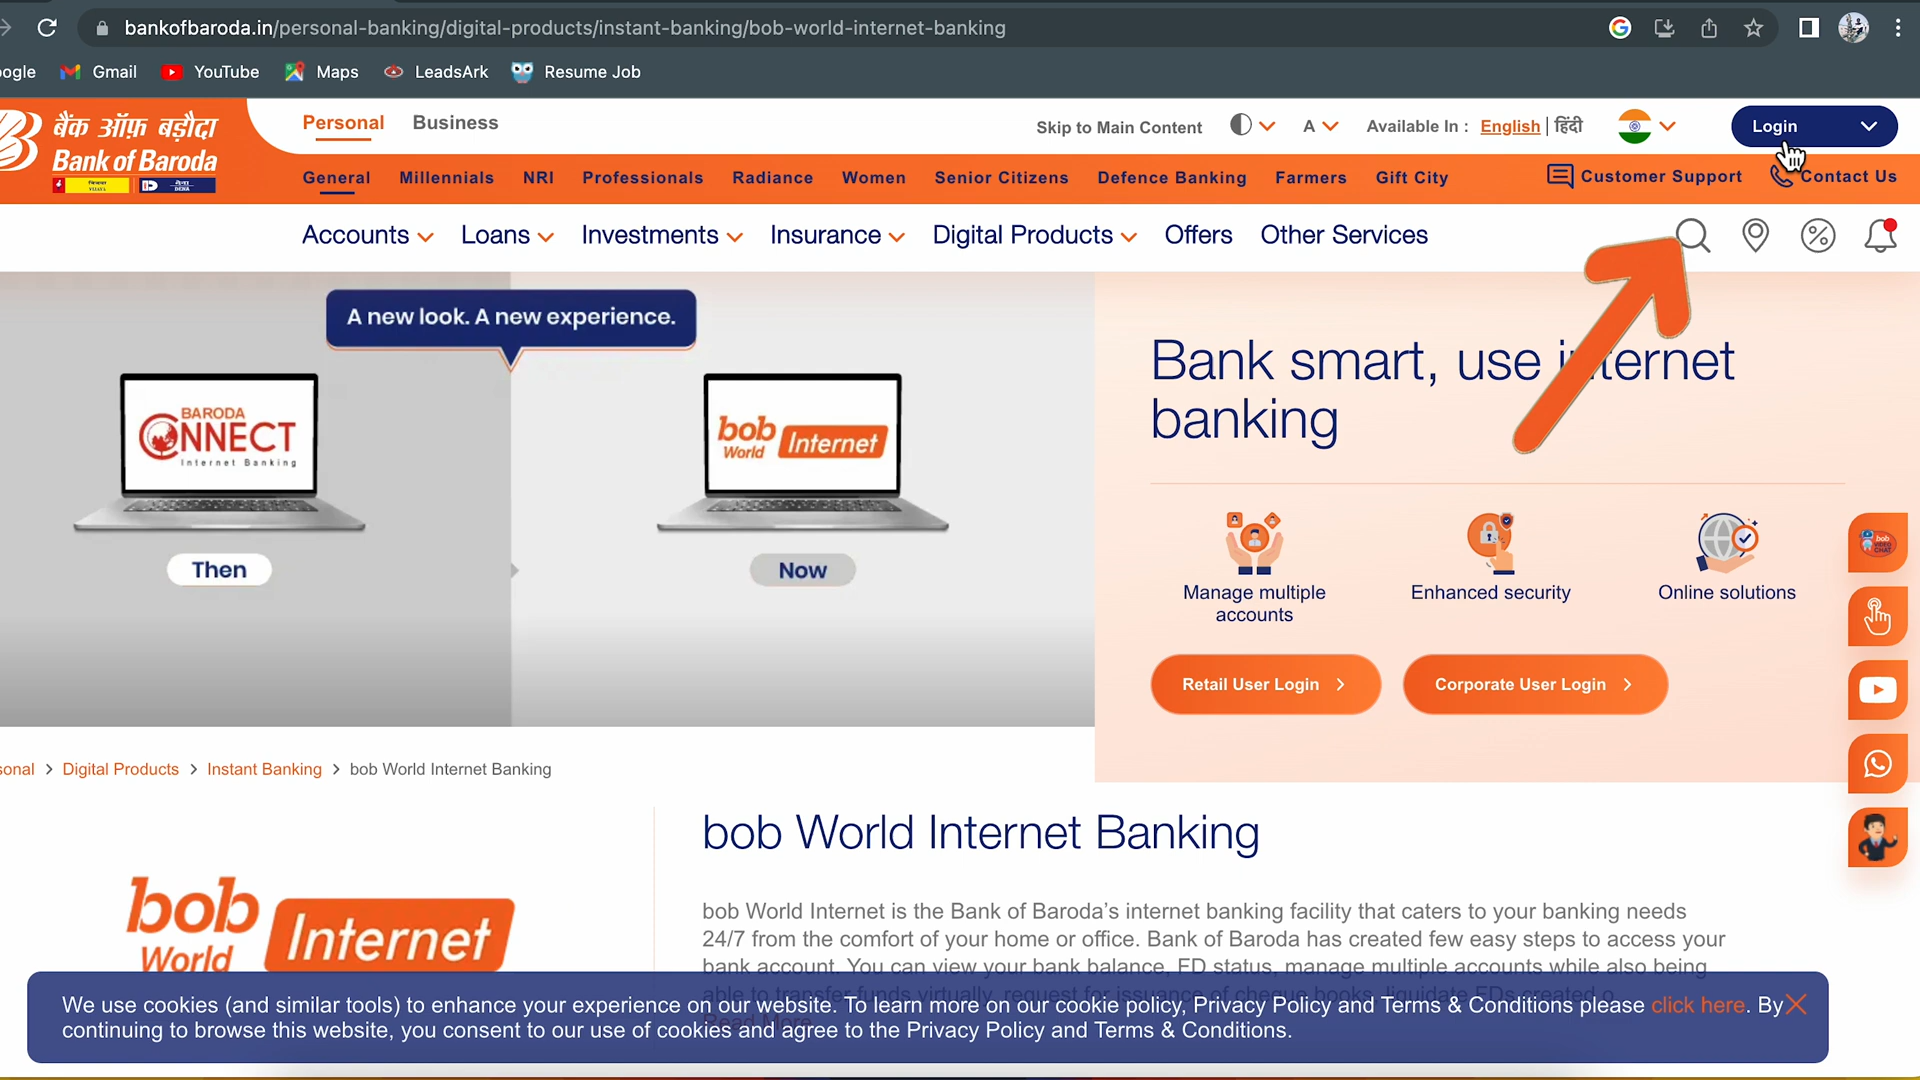 bankofbaroda.in/personal-banking/digital-products/instant-banking/bob-world-internet-banking
ogle Gmail YouTube Maps LeadsArk Resume Job
बैंक ऑफ़ बड़ौदा
Bank of Baroda
Personal Business
Skip to Main Content A Available In : English | हिंदी Login
General Millennials NRI Professionals Radiance Women Senior Citizens Defence Banking Farmers Gift City Customer Support Contact Us
Accounts Loans Investments Insurance Digital Products Offers Other Services
A new look. A new experience.
BARODA
CONNECT
Internet Banking
Then
bob
World
Internet
Now
Bank smart, use internet
banking
Manage multiple
accounts
Enhanced security
Online solutions
Retail User Login
Corporate User Login
sonal > Digital Products > Instant Banking > bob World Internet Banking
bob
World
Internet
bob World Internet Banking
bob World Internet is the Bank of Baroda’s internet banking facility that caters to your banking needs
24/7 from the comfort of your home or office. Bank of Baroda has created few easy steps to access your
bank account. You can view your bank balance, FD status, manage multiple accounts while also being
able to transfer funds virtually, request for issuance of cheque books, liquidate FDs created o
Read More
We use cookies (and similar tools) to enhance your experience on our website. To learn more on our cookie policy, Privacy Policy and Terms & Conditions please click here. By
continuing to browse this website, you consent to our use of cookies and agree to the Privacy Policy and Terms & Conditions.